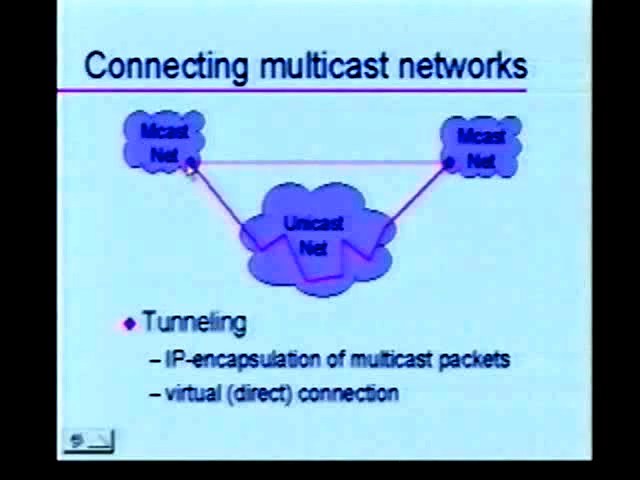 Connecting multicast networks
Mcast
Net
Mcast
Net
Unicast
Net
Tunneling
– IP-encapsulation of multicast packets
– virtual (direct) connection